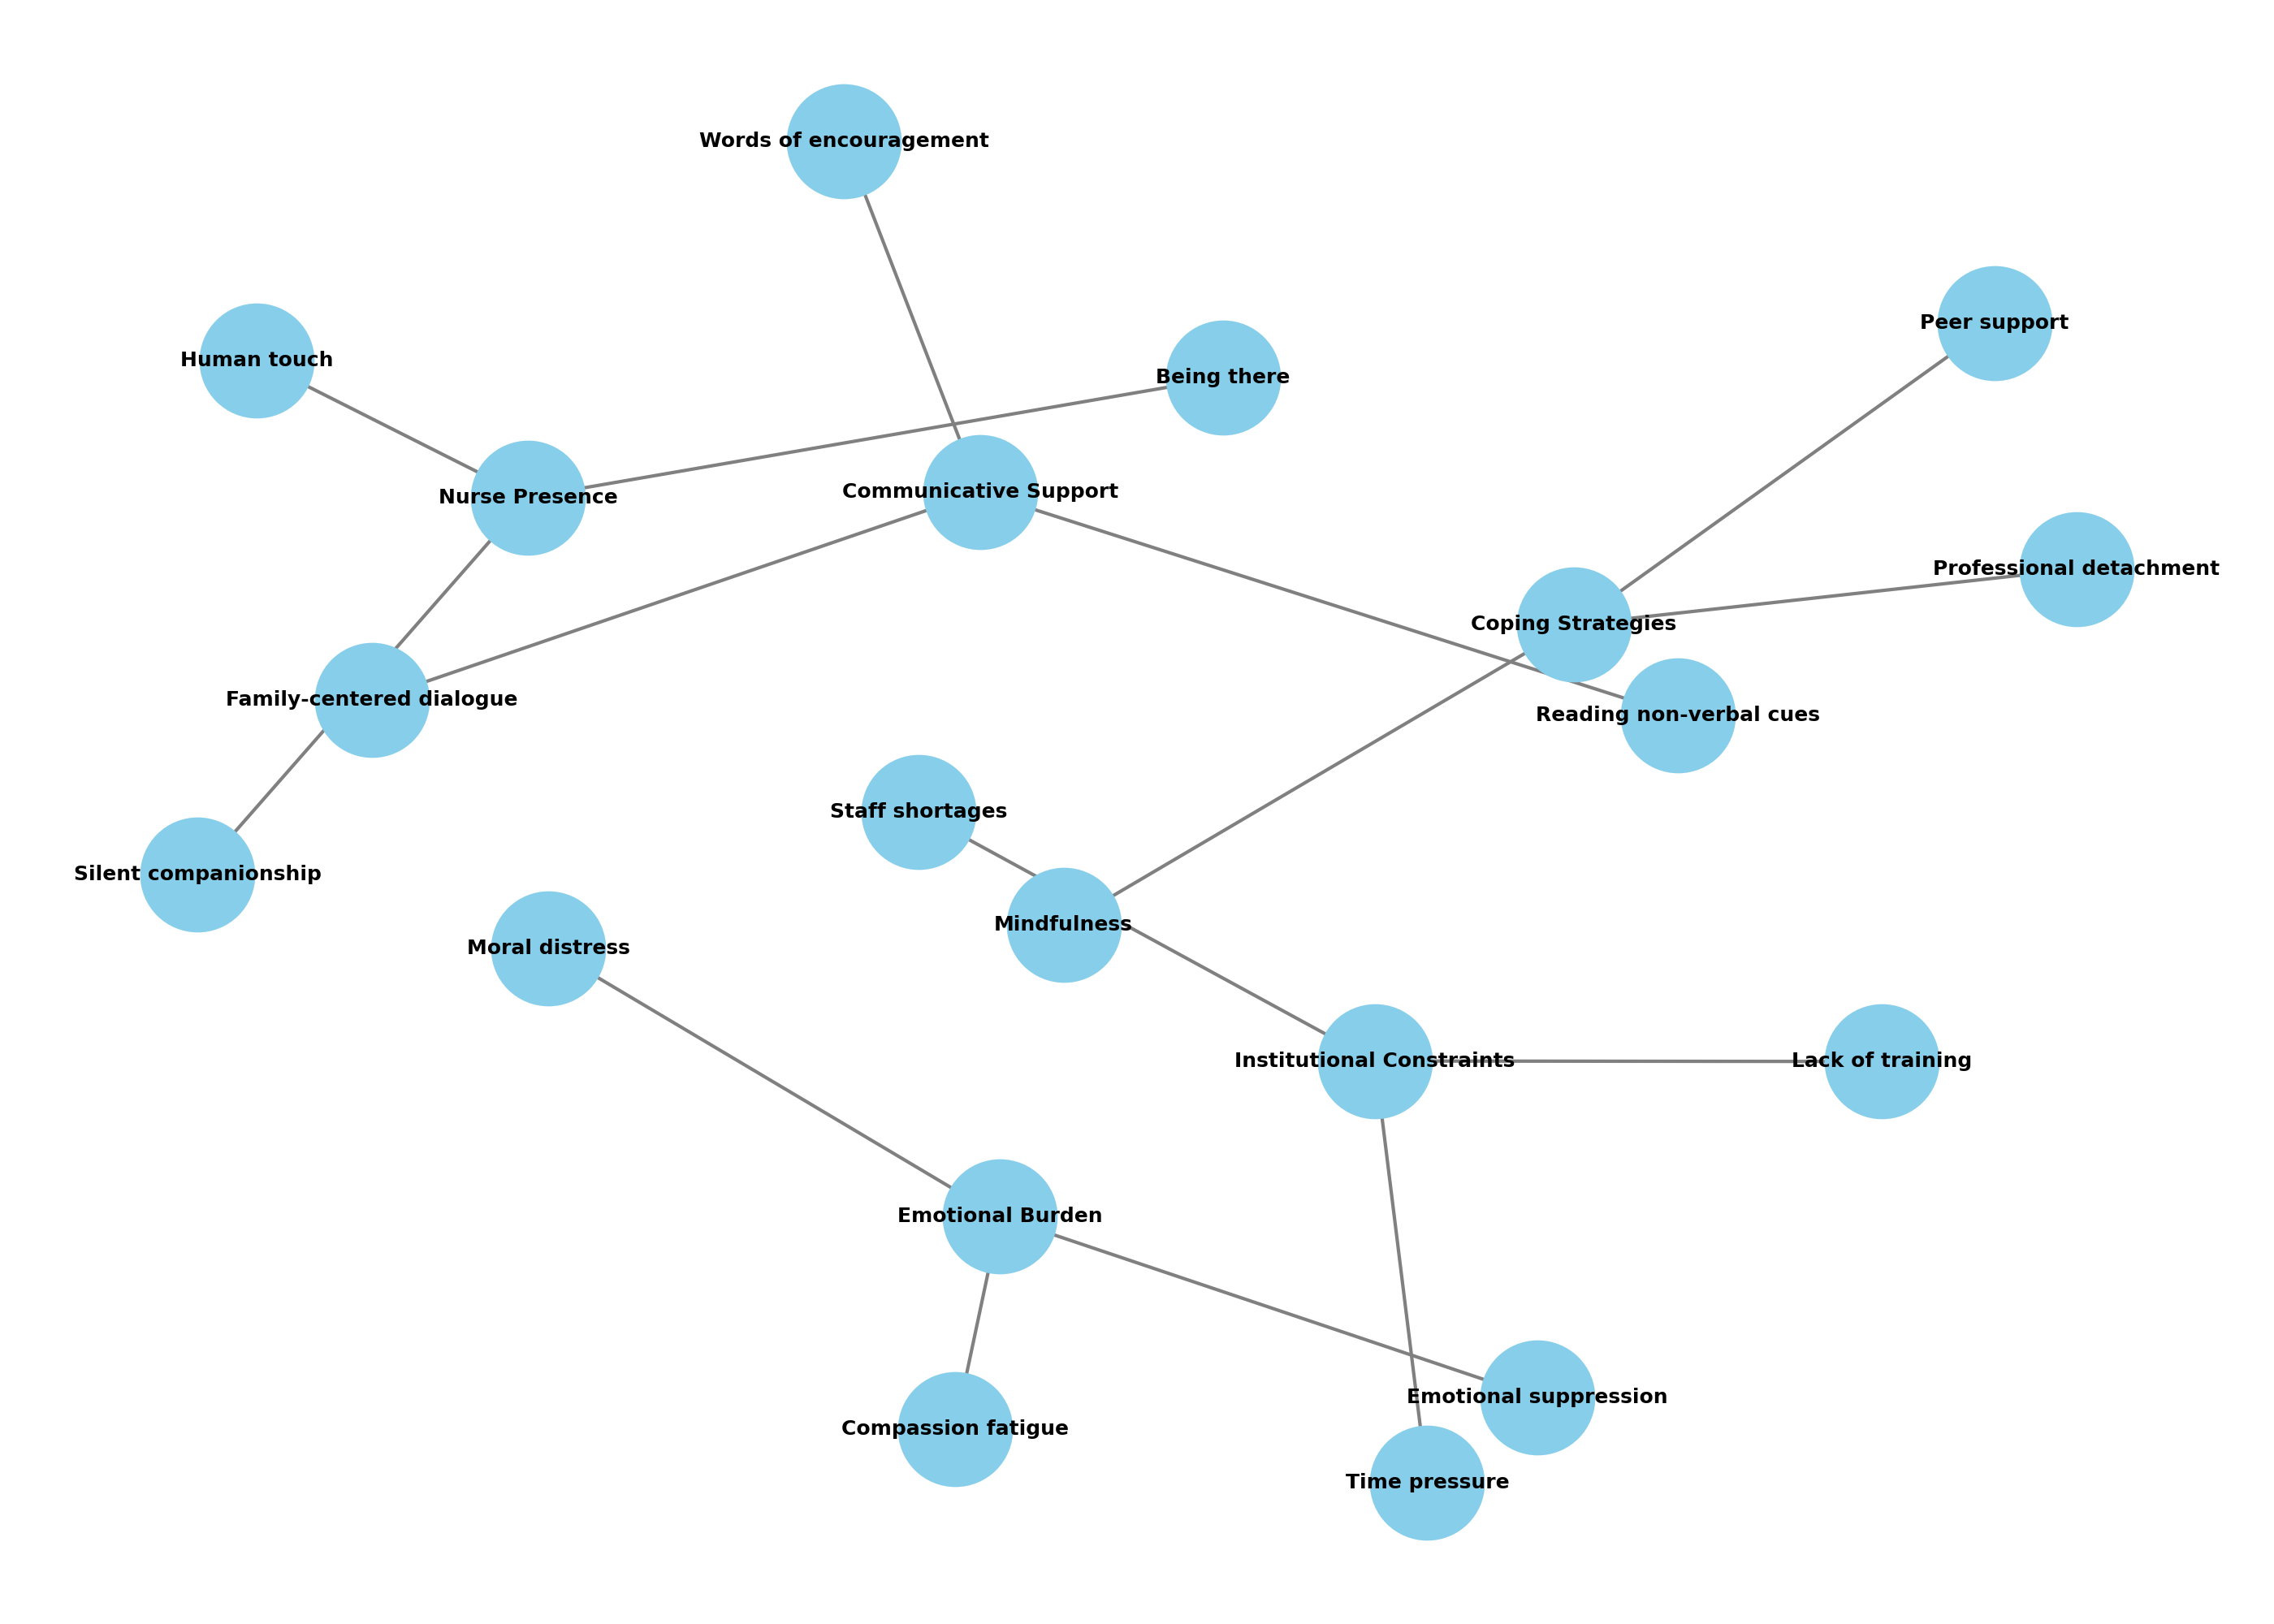 Words of encouragement
Peer support
Human touch
Being there
Communicative Support
Nurse Presence
Professional detachment
Coping Strategies
Family-centered dialogue
Reading non-verbal cues
Staff shortages
Silent companionship
Mindfulness
Moral distress
Institutional Constraints
Lack of training
Emotional Burden
Emotional suppression
Compassion fatigue
Time pressure